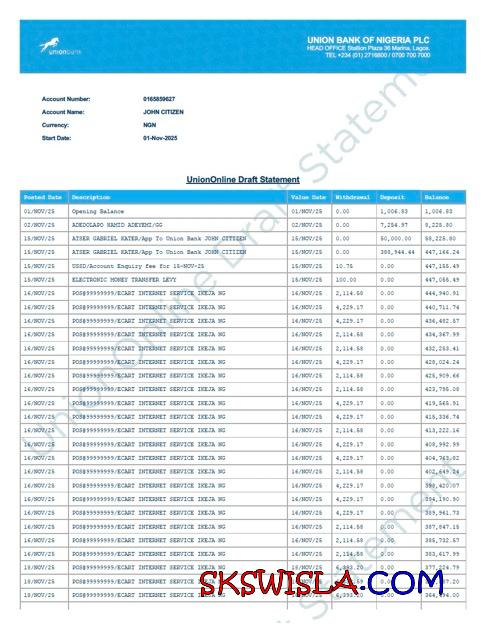 unionbank
UNION BANK OF NIGERIA PLC
HEAD OFFICE Stallion Plaza 36 Marina, Lagos.
TEL +234 (01) 2716800 / 0700 700 7000
Account Number: 0165859627
Account Name: JOHN CITIZEN
Currency: NGN
Start Date: 01-Nov-2025
UnionOnline Draft Statement
Posted Date Description Value Date Withdrawal Deposit Balance
01/NOV/25 Opening Balance 01/NOV/25 0.00 1,006.83 1,006.83
02/NOV/25 ADEDOLAPO HAMID ADEYEMI/GG 02/NOV/25 0.00 7,254.97 8,225.80
15/NOV/25 ATSER GABRIEL KATER/App To Union Bank JOHN CITIZEN 15/NOV/25 0.00 50,000.00 58,225.80
15/NOV/25 ATSER GABRIEL KATER/App To Union Bank JOHN CITIZEN 15/NOV/25 0.00 388,944.44 447,166.24
15/NOV/25 USSD/Account Enquiry fee for 15-NOV-25 15/NOV/25 10.75 0.00 447,155.49
15/NOV/25 ELECTRONIC MONEY TRANSFER LEVY 15/NOV/25 100.00 0.00 447,055.49
16/NOV/25 POS@99999999/ECART INTERNET SERVICE IKEJA NG 16/NOV/25 2,114.58 0.00 444,940.91
16/NOV/25 POS@99999999/ECART INTERNET SERVICE IKEJA NG 16/NOV/25 4,229.17 0.00 440,711.74
16/NOV/25 POS@99999999/ECART INTERNET SERVICE IKEJA NG 16/NOV/25 4,229.17 0.00 436,482.57
16/NOV/25 POS@99999999/ECART INTERNET SERVICE IKEJA NG 16/NOV/25 2,114.58 0.00 434,367.99
16/NOV/25 POS@99999999/ECART INTERNET SERVICE IKEJA NG 16/NOV/25 2,114.58 0.00 432,253.41
16/NOV/25 POS@99999999/ECART INTERNET SERVICE IKEJA NG 16/NOV/25 4,229.17 0.00 428,024.24
16/NOV/25 POS@99999999/ECART INTERNET SERVICE IKEJA NG 16/NOV/25 2,114.58 0.00 425,909.66
16/NOV/25 POS@99999999/ECART INTERNET SERVICE IKEJA NG 16/NOV/25 2,114.58 0.00 423,795.08
16/NOV/25 POS@99999999/ECART INTERNET SERVICE IKEJA NG 16/NOV/25 4,229.17 0.00 419,565.91
16/NOV/25 POS@99999999/ECART INTERNET SERVICE IKEJA NG 16/NOV/25 4,229.17 0.00 415,336.74
16/NOV/25 POS@99999999/ECART INTERNET SERVICE IKEJA NG 16/NOV/25 2,114.58 0.00 413,222.16
16/NOV/25 POS@99999999/ECART INTERNET SERVICE IKEJA NG 16/NOV/25 4,229.17 0.00 408,992.99
16/NOV/25 POS@99999999/ECART INTERNET SERVICE IKEJA NG 16/NOV/25 4,229.17 0.00 404,763.82
16/NOV/25 POS@99999999/ECART INTERNET SERVICE IKEJA NG 16/NOV/25 2,114.58 0.00 402,649.24
16/NOV/25 POS@99999999/ECART INTERNET SERVICE IKEJA NG 16/NOV/25 4,229.17 0.00 398,420.07
16/NOV/25 POS@99999999/ECART INTERNET SERVICE IKEJA NG 16/NOV/25 4,229.17 0.00 394,190.90
16/NOV/25 POS@99999999/ECART INTERNET SERVICE IKEJA NG 16/NOV/25 4,229.17 0.00 389,961.73
16/NOV/25 POS@99999999/ECART INTERNET SERVICE IKEJA NG 16/NOV/25 2,114.58 0.00 387,847.15
16/NOV/25 POS@99999999/ECART INTERNET SERVICE IKEJA NG 16/NOV/25 2,114.58 0.00 385,732.57
16/NOV/25 POS@99999999/ECART INTERNET SERVICE IKEJA NG 16/NOV/25 2,114.58 0.00 383,617.99
18/NOV/25 POS@99999999/ECART INTERNET SERVICE IKEJA NG 18/NOV/25 6,393.20 0.00 377,224.79
18/NOV/25 POS@99999999/ECART INTERNET SERVICE
18/NOV/25 POS@99999999/ECART INTERNET SERVICE
UnionOnline Draft Statement
SKSWISLA.COM